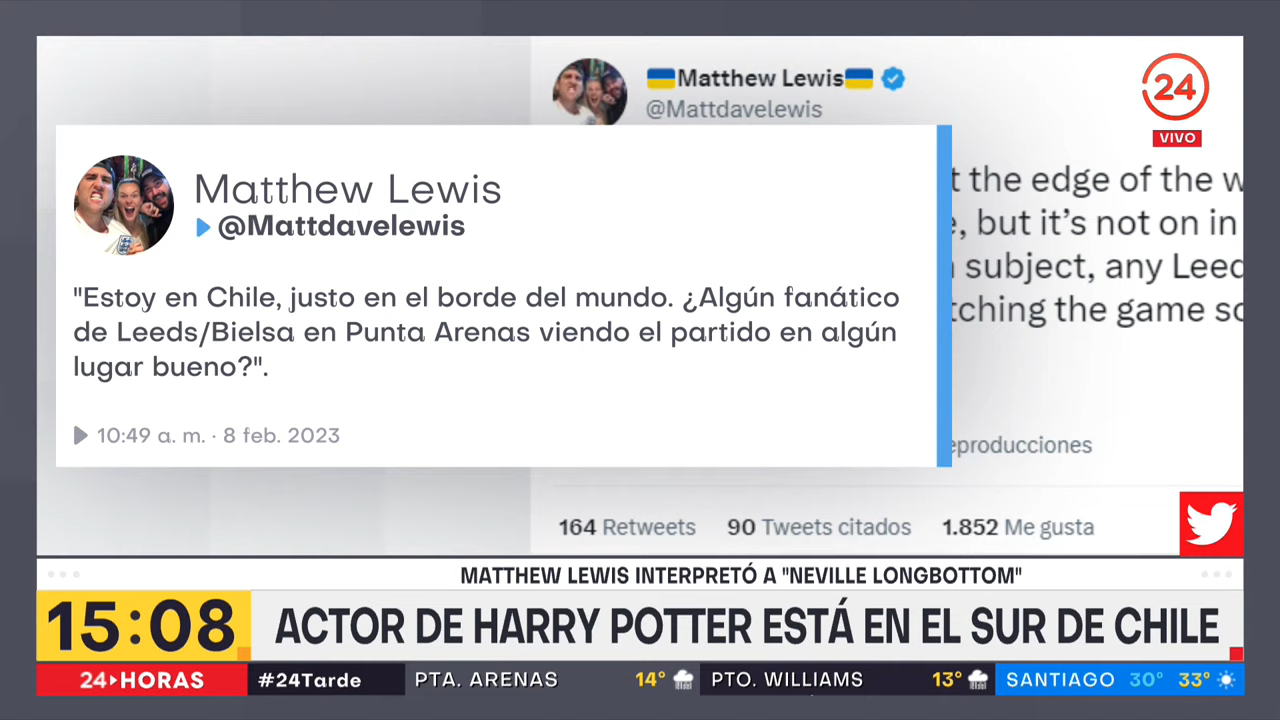 🇺🇦Matthew Lewis🇺🇦
@Mattdavelewis
24
VIVO
Matthew Lewis
@Mattdavelewis
"Estoy en Chile, justo en el borde del mundo. ¿Algún fanático
de Leeds/Bielsa en Punta Arenas viendo el partido en algún
lugar bueno?".
10:49 a. m. · 8 feb. 2023
the edge of the w
, but it's not on in
subject, any Leed
tching the game so
eproducciones
164 Retweets 90 Tweets citados 1.852 Me gusta
MATTHEW LEWIS INTERPRETÓ A "NEVILLE LONGBOTTOM"
15:08 ACTOR DE HARRY POTTER ESTÁ EN EL SUR DE CHILE
24 HORAS #24Tarde PTA. ARENAS 14° PTO. WILLIAMS 13° SANTIAGO 30° 33°